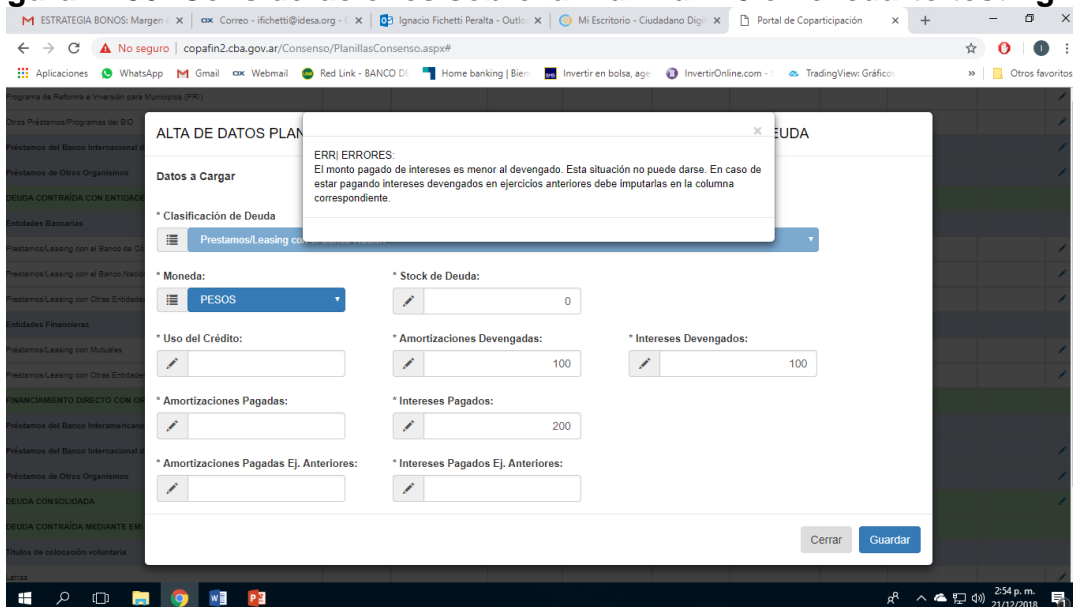 ESTRATEGIA BONOS: Margen
Correo - ifichetti@idesa.org -
Ignacio Fichetti Peralta - Outlo
Mi Escritorio - Ciudadano Digit
Portal de Coparticipación
No seguro | copafin2.cba.gov.ar/Consenso/PlanillasConsenso.aspx#
Aplicaciones
WhatsApp
Gmail
Webmail
Red Link - BANCO DE
Home banking | Bien
Invertir en bolsa, age
InvertirOnline.com -
TradingView: Gráficos
Otros favoritos
Programa de Reforma e Inversión para Municipios (PRI)
Otros Préstamos/Programas del BID
Préstamos del Banco Internacional d
Préstamos de Otros Organismos
DEUDA CONTRAÍDA CON ENTIDADE
Entidades Bancarias
Prestamos/Leasing con el Banco de Có
Prestamos/Leasing con el Banco Nació
Prestamos/Leasing con Otras Entidade
Entidades Financieras
Préstamos/Leasing con Mutuales
Prestamos/Leasing con Otras Entidade
FINANCIAMIENTO DIRECTO CON OR
Préstamos del Banco Interamericano
Préstamos del Banco Internacional d
Préstamos de Otros Organismos
DEUDA CONSOLIDADA
DEUDA CONTRAÍDA MEDIANTE EMI
Títulos de colocación voluntaria
Letras
ALTA DE DATOS PLAN
EUDA
×
ERR| ERRORES:
El monto pagado de intereses es menor al devengado. Esta situación no puede darse. En caso de
estar pagando intereses devengados en ejercicios anteriores debe imputarlas en la columna
correspondiente.
Datos a Cargar
* Clasificación de Deuda
Prestamos/Leasing co
* Moneda:
* Stock de Deuda:
PESOS
0
* Uso del Crédito:
* Amortizaciones Devengadas:
* Intereses Devengados:
100
100
* Amortizaciones Pagadas:
* Intereses Pagados:
200
* Amortizaciones Pagadas Ej. Anteriores:
* Intereses Pagados Ej. Anteriores:
Cerrar
Guardar
2:54 p. m.
21/12/2018